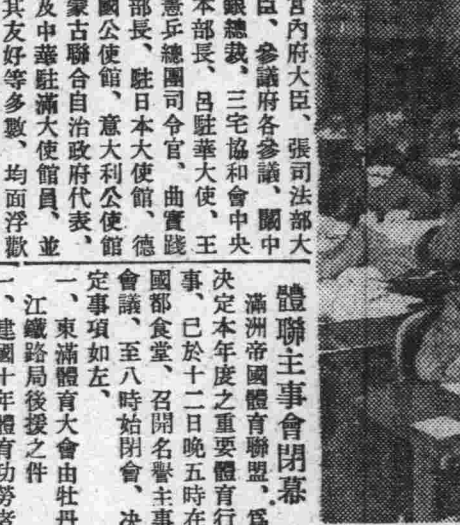 宮內府大臣、張司法部大
臣、參議府各參議、闞中
銀總裁、三宅協和會中央
本部長、呂駐華大使、王
憲兵總團司令官、曲實踐
部長、駐日本大使館、德
國公使館、意大利公使館
蒙古聯合自治政府代表、
及中華駐滿大使館員、並
其友好等多數、均面浮歡
體聯主事會閉幕
滿洲帝國體育聯盟、爲
決定本年度之重要體育行
事、已於十二日晚五時在
國都食堂、召開名譽主事
會議、至八時始閉會、決
定事項如左、
一、東滿體育大會由牡丹
江鐵路局後援之件
一、建國十年體育功勞者